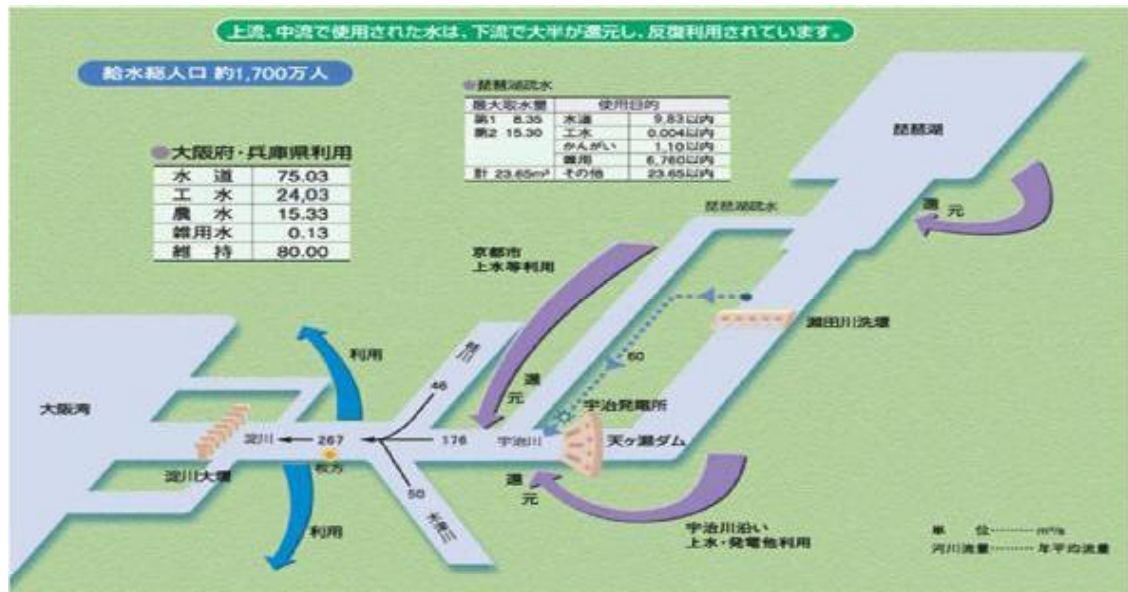 上流、中流で使用された水は、下流で大半が還元し、反復利用されています。
給水総人口 約1,700万人
●琵琶湖疏水
最大取水量 使用目的
第1 8.35 水道 9.83以内
第2 15.30 工水 0.004以内
かんがい 1.10以内
雑用 6.760以内
計 23.65m³ その他 23.65以内
琵琶湖
●大阪府・兵庫県利用
水 道 75.03
工 水 24,03
農 水 15.33
雑用水 0.13
維 持 80.00
琵琶湖疏水
還元
京都市
上水等利用
瀬田川洗堰
60
利用
桂川
46
還元
宇治発電所
大阪湾
淀川
267
176
宇治川
天ヶ瀬ダム
枚方
淀川大堰
50
木津川
還元
利用
宇治川沿い
上水・発電他利用
単 位………m³/s
河川流量………年平均流量